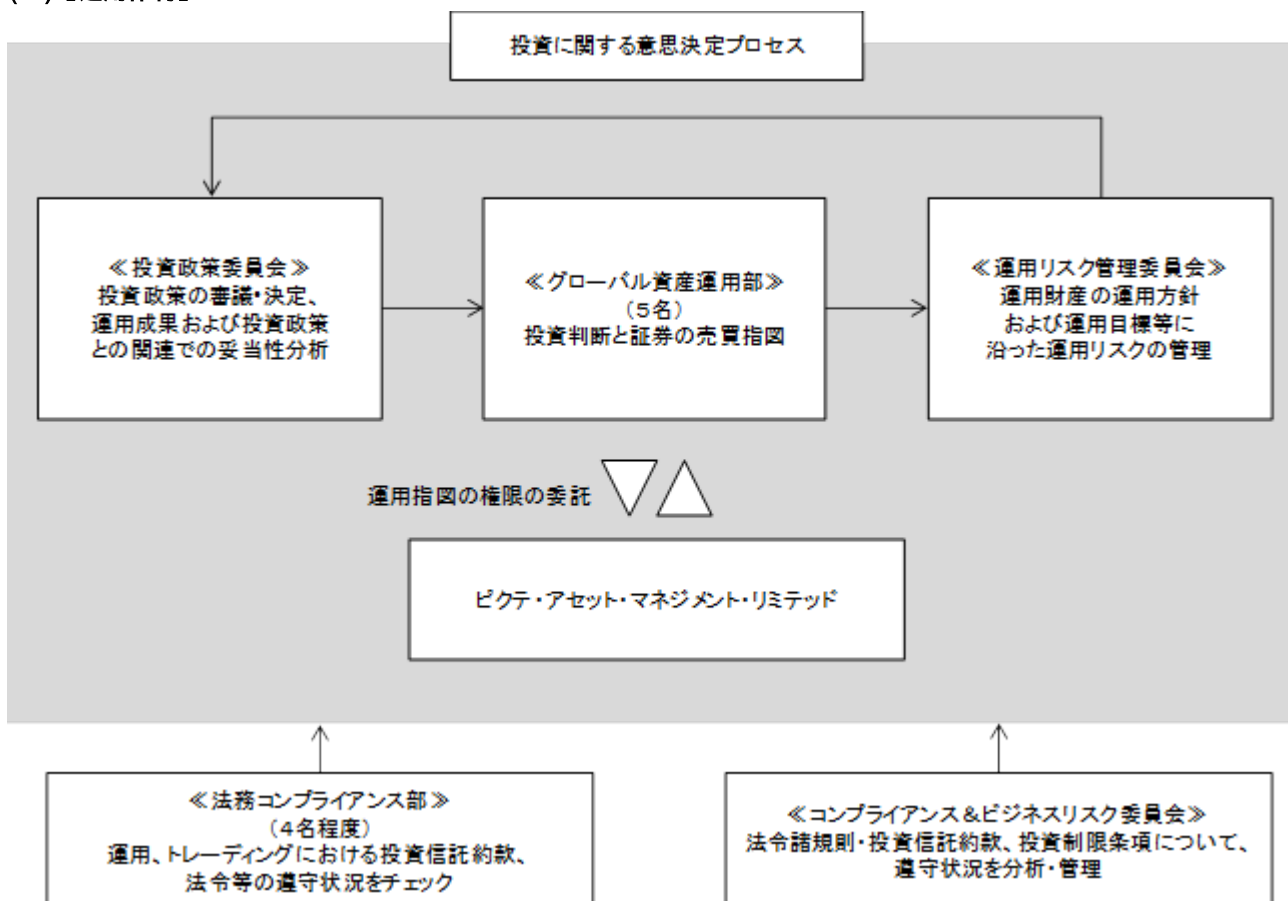 投資に関する意思決定プロセス
≪投資政策委員会≫
投資政策の審議・決定、
運用成果および投資政策
との関連での妥当性分析
≪グローバル資産運用部≫
（５名）
投資判断と証券の売買指図
≪運用リスク管理委員会≫
運用財産の運用方針
および運用目標等に
沿った運用リスクの管理
運用指図の権限の委託
ピクテ・アセット・マネジメント・リミテッド
≪法務コンプライアンス部≫
（４名程度）
運用、トレーディングにおける投資信託約款、
法令等の遵守状況をチェック
≪コンプライアンス＆ビジネスリスク委員会≫
法令諸規則・投資信託約款、投資制限条項について、
遵守状況を分析・管理